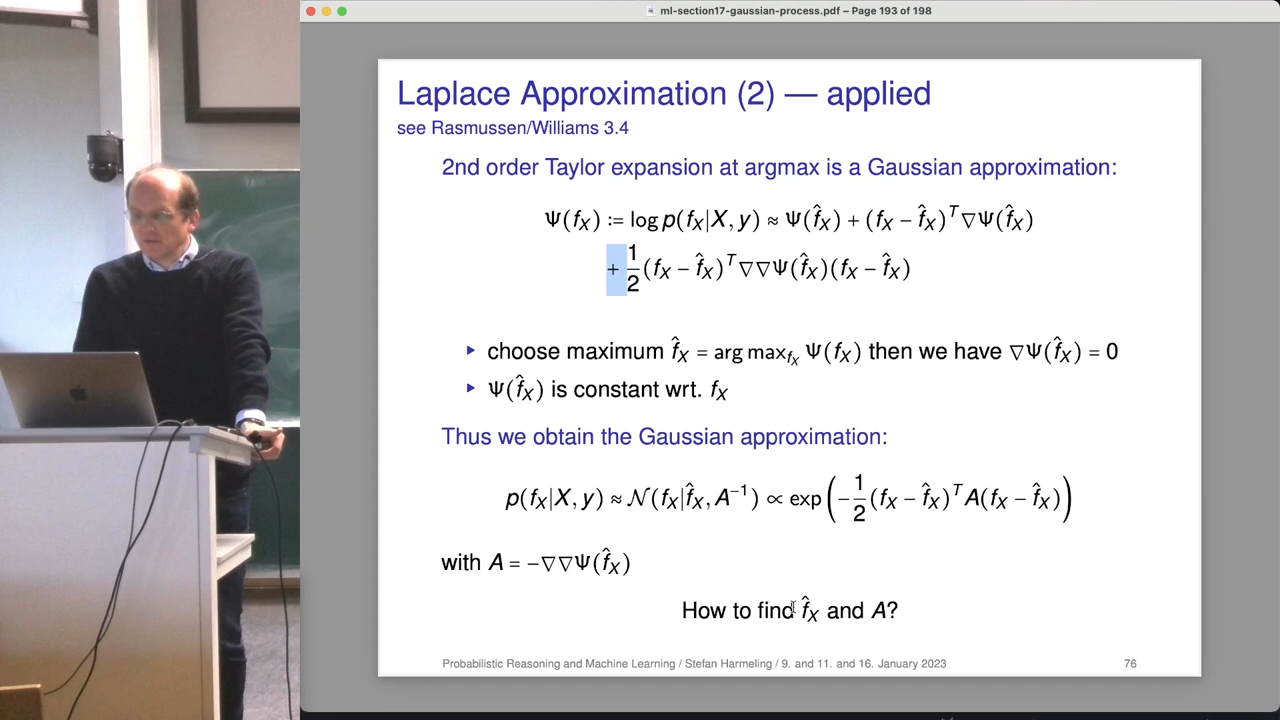 ml-section17-gaussian-process.pdf – Page 193 of 198
Laplace Approximation (2) — applied
see Rasmussen/Williams 3.4
2nd order Taylor expansion at argmax is a Gaussian approximation:
Ψ(f_X) := log p(f_X|X, y) ≈ Ψ(f̂_X) + (f_X − f̂_X)^T ∇Ψ(f̂_X)
+ 1/2 (f_X − f̂_X)^T ∇∇Ψ(f̂_X)(f_X − f̂_X)
▸ choose maximum f̂_X = arg max_{f_X} Ψ(f_X) then we have ∇Ψ(f̂_X) = 0
▸ Ψ(f̂_X) is constant wrt. f_X
Thus we obtain the Gaussian approximation:
p(f_X|X, y) ≈ 𝒩(f_X|f̂_X, A^{−1}) ∝ exp(−1/2 (f_X − f̂_X)^T A(f_X − f̂_X))
with A = −∇∇Ψ(f̂_X)
How to find f̂_X and A?
Probabilistic Reasoning and Machine Learning / Stefan Harmeling / 9. and 11. and 16. January 2023
76